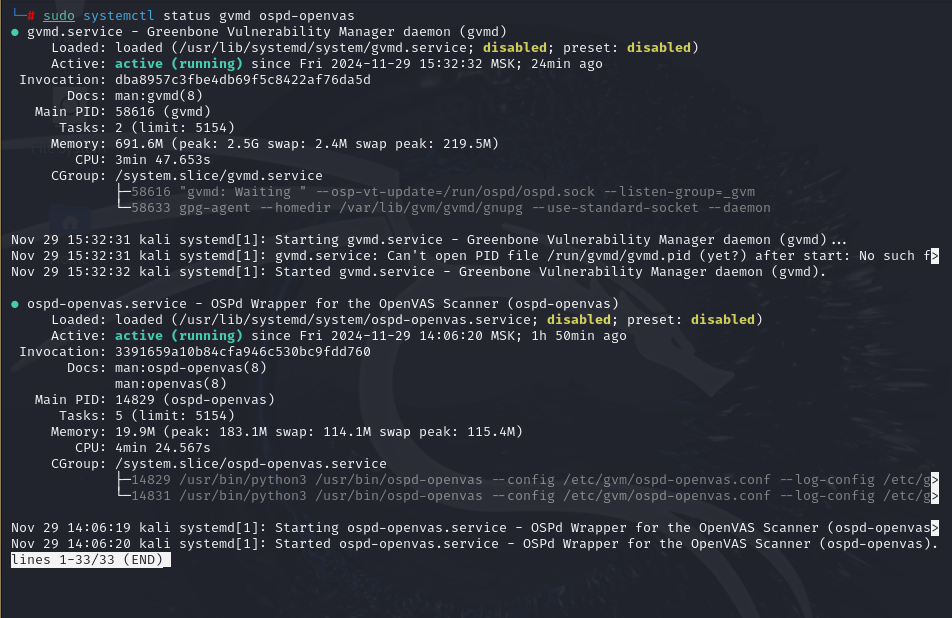 └─# sudo systemctl status gvmd ospd-openvas
● gvmd.service - Greenbone Vulnerability Manager daemon (gvmd)
     Loaded: loaded (/usr/lib/systemd/system/gvmd.service; disabled; preset: disabled)
     Active: active (running) since Fri 2024-11-29 15:32:32 MSK; 24min ago
 Invocation: dba8957c3fbe4db69f5c8422af76da5d
       Docs: man:gvmd(8)
   Main PID: 58616 (gvmd)
      Tasks: 2 (limit: 5154)
     Memory: 691.6M (peak: 2.5G swap: 2.4M swap peak: 219.5M)
        CPU: 3min 47.653s
     CGroup: /system.slice/gvmd.service
             ├─58616 "gvmd: Waiting " --osp-vt-update=/run/ospd/ospd.sock --listen-group=_gvm
             └─58633 gpg-agent --homedir /var/lib/gvm/gvmd/gnupg --use-standard-socket --daemon
Nov 29 15:32:31 kali systemd[1]: Starting gvmd.service - Greenbone Vulnerability Manager daemon (gvmd)...
Nov 29 15:32:31 kali systemd[1]: gvmd.service: Can't open PID file /run/gvmd/gvmd.pid (yet?) after start: No such f>
Nov 29 15:32:32 kali systemd[1]: Started gvmd.service - Greenbone Vulnerability Manager daemon (gvmd).
● ospd-openvas.service - OSPd Wrapper for the OpenVAS Scanner (ospd-openvas)
     Loaded: loaded (/usr/lib/systemd/system/ospd-openvas.service; disabled; preset: disabled)
     Active: active (running) since Fri 2024-11-29 14:06:20 MSK; 1h 50min ago
 Invocation: 3391659a10b84cfa946c530bc9fdd760
       Docs: man:ospd-openvas(8)
             man:openvas(8)
   Main PID: 14829 (ospd-openvas)
      Tasks: 5 (limit: 5154)
     Memory: 19.9M (peak: 183.1M swap: 114.1M swap peak: 115.4M)
        CPU: 4min 24.567s
     CGroup: /system.slice/ospd-openvas.service
             ├─14829 /usr/bin/python3 /usr/bin/ospd-openvas --config /etc/gvm/ospd-openvas.conf --log-config /etc/g>
             └─14831 /usr/bin/python3 /usr/bin/ospd-openvas --config /etc/gvm/ospd-openvas.conf --log-config /etc/g>
Nov 29 14:06:19 kali systemd[1]: Starting ospd-openvas.service - OSPd Wrapper for the OpenVAS Scanner (ospd-openvas>
Nov 29 14:06:20 kali systemd[1]: Started ospd-openvas.service - OSPd Wrapper for the OpenVAS Scanner (ospd-openvas).
lines 1-33/33 (END)